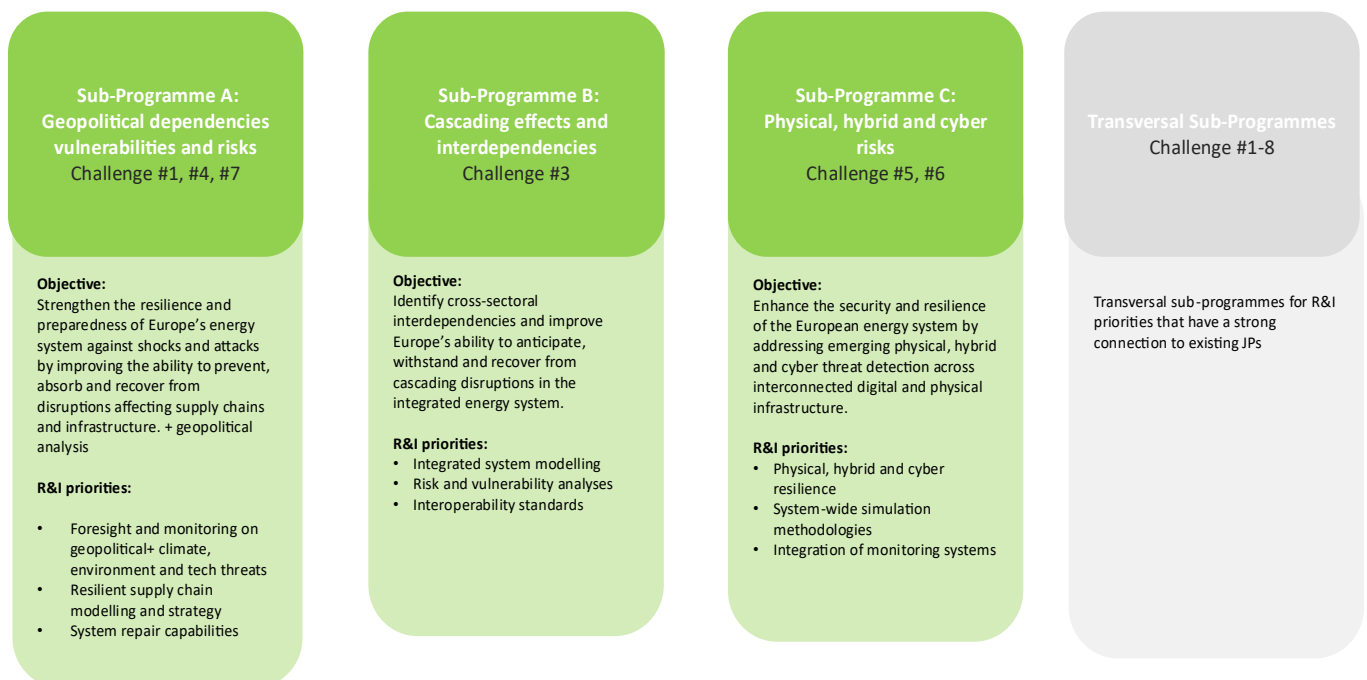 Sub-Programme A:
Geopolitical dependencies
vulnerabilities and risks
Challenge #1, #4, #7
Objective:
Strengthen the resilience and
preparedness of Europe's energy
system against shocks and attacks
by improving the ability to prevent,
absorb and recover from
disruptions affecting supply chains
and infrastructure. + geopolitical
analysis
R&I priorities:
• Foresight and monitoring on
geopolitical+ climate,
environment and tech threats
• Resilient supply chain
modelling and strategy
• System repair capabilities
Sub-Programme B:
Cascading effects and
interdependencies
Challenge #3
Objective:
Identify cross-sectoral
interdependencies and improve
Europe's ability to anticipate,
withstand and recover from
cascading disruptions in the
integrated energy system.
R&I priorities:
• Integrated system modelling
• Risk and vulnerability analyses
• Interoperability standards
Sub-Programme C:
Physical, hybrid and cyber
risks
Challenge #5, #6
Objective:
Enhance the security and resilience
of the European energy system by
addressing emerging physical, hybrid
and cyber threat detection across
interconnected digital and physical
infrastructure.
R&I priorities:
• Physical, hybrid and cyber
resilience
• System-wide simulation
methodologies
• Integration of monitoring systems
Transversal Sub-Programmes
Challenge #1-8
Transversal sub-programmes for R&I
priorities that have a strong
connection to existing JPs